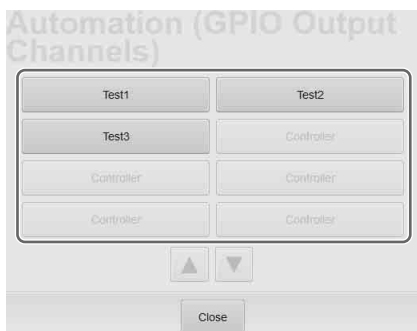 Automation (GPIO Output
Channels)
Test1 Test2
Test3 Controller
Controller Controller
Controller Controller
Close